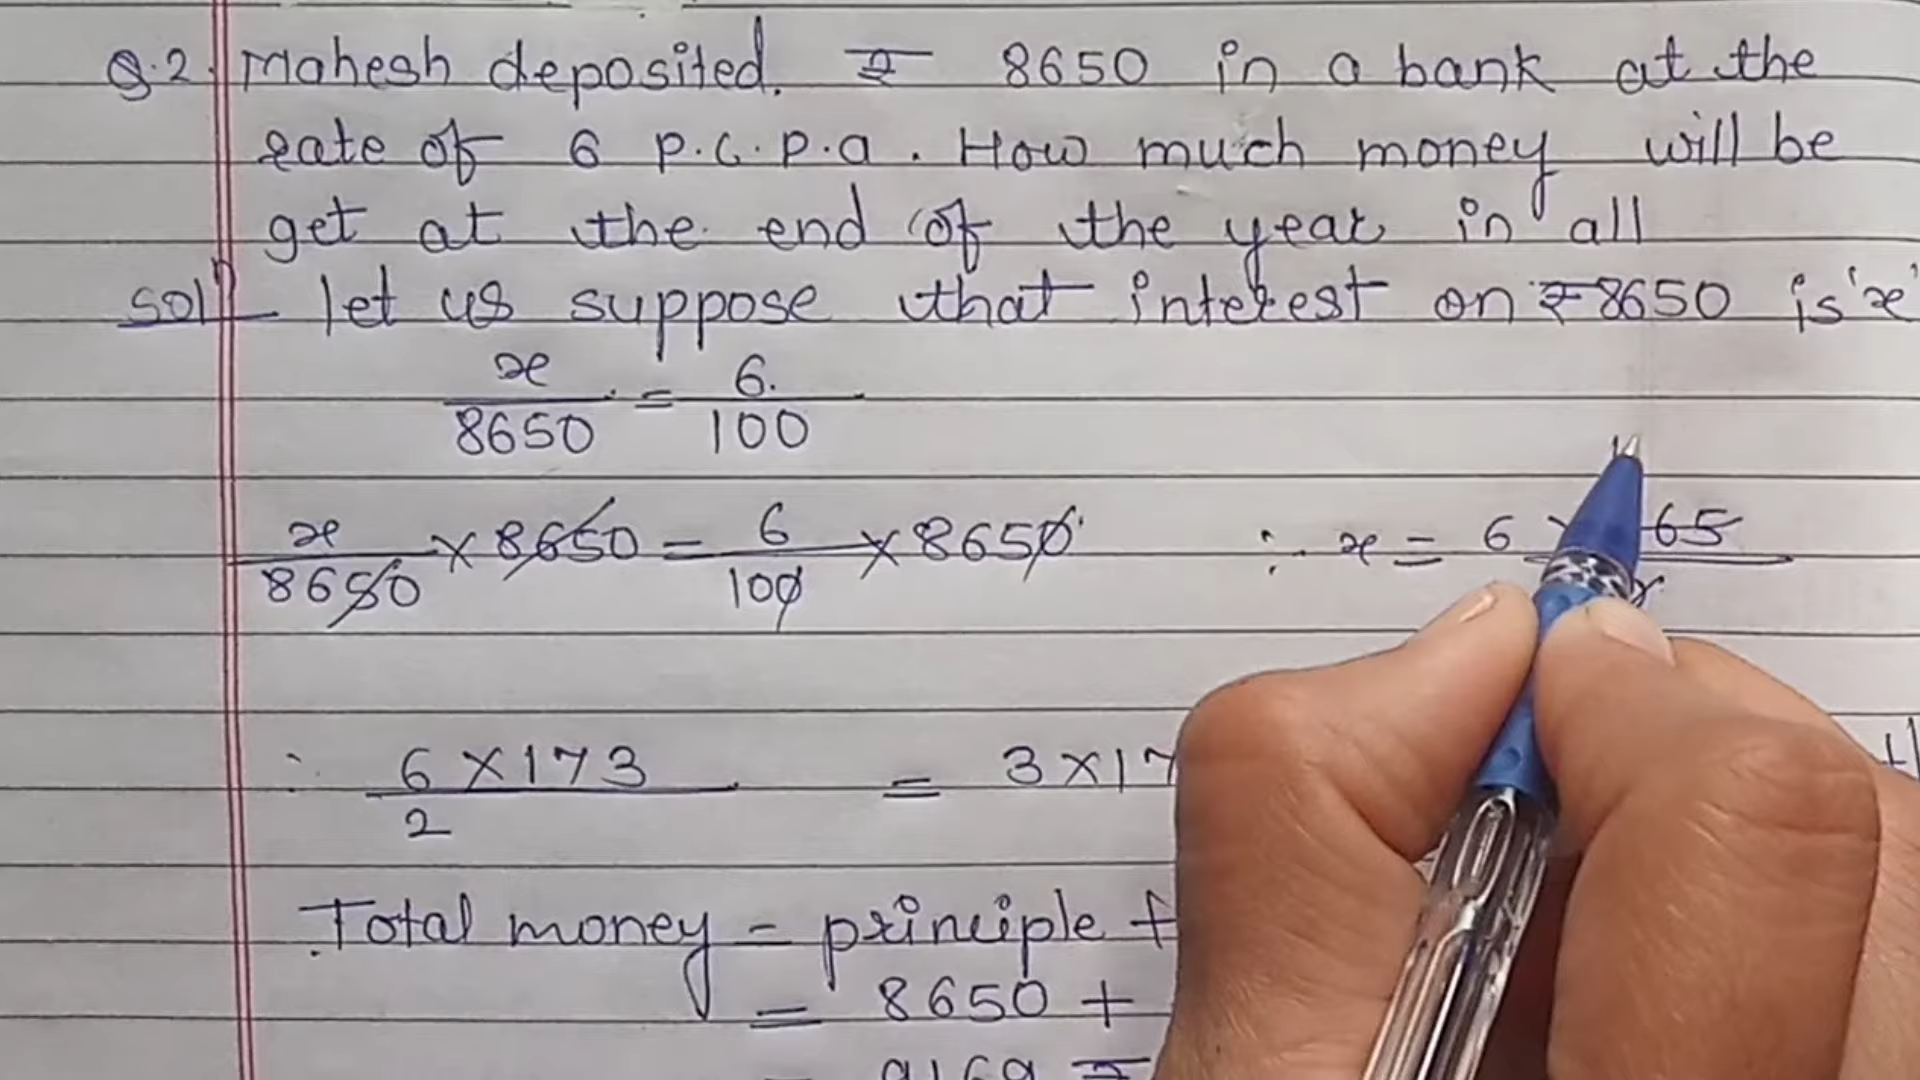 Q.2. Mahesh deposited. ₹ 8650 in a bank at the
rate of 6 P.C.P.a. How much money will be
get at the end of the year in all
Solⁿ let us suppose that interest on ₹8650 is 'x'
x/8650 = 6/100
x/8650 × 8650 = 6/100 × 8650 ∴ x = 6 65
∴ 6×173/2 = 3×17
Total money = principle +
= 8650 +
= 9169 ₹